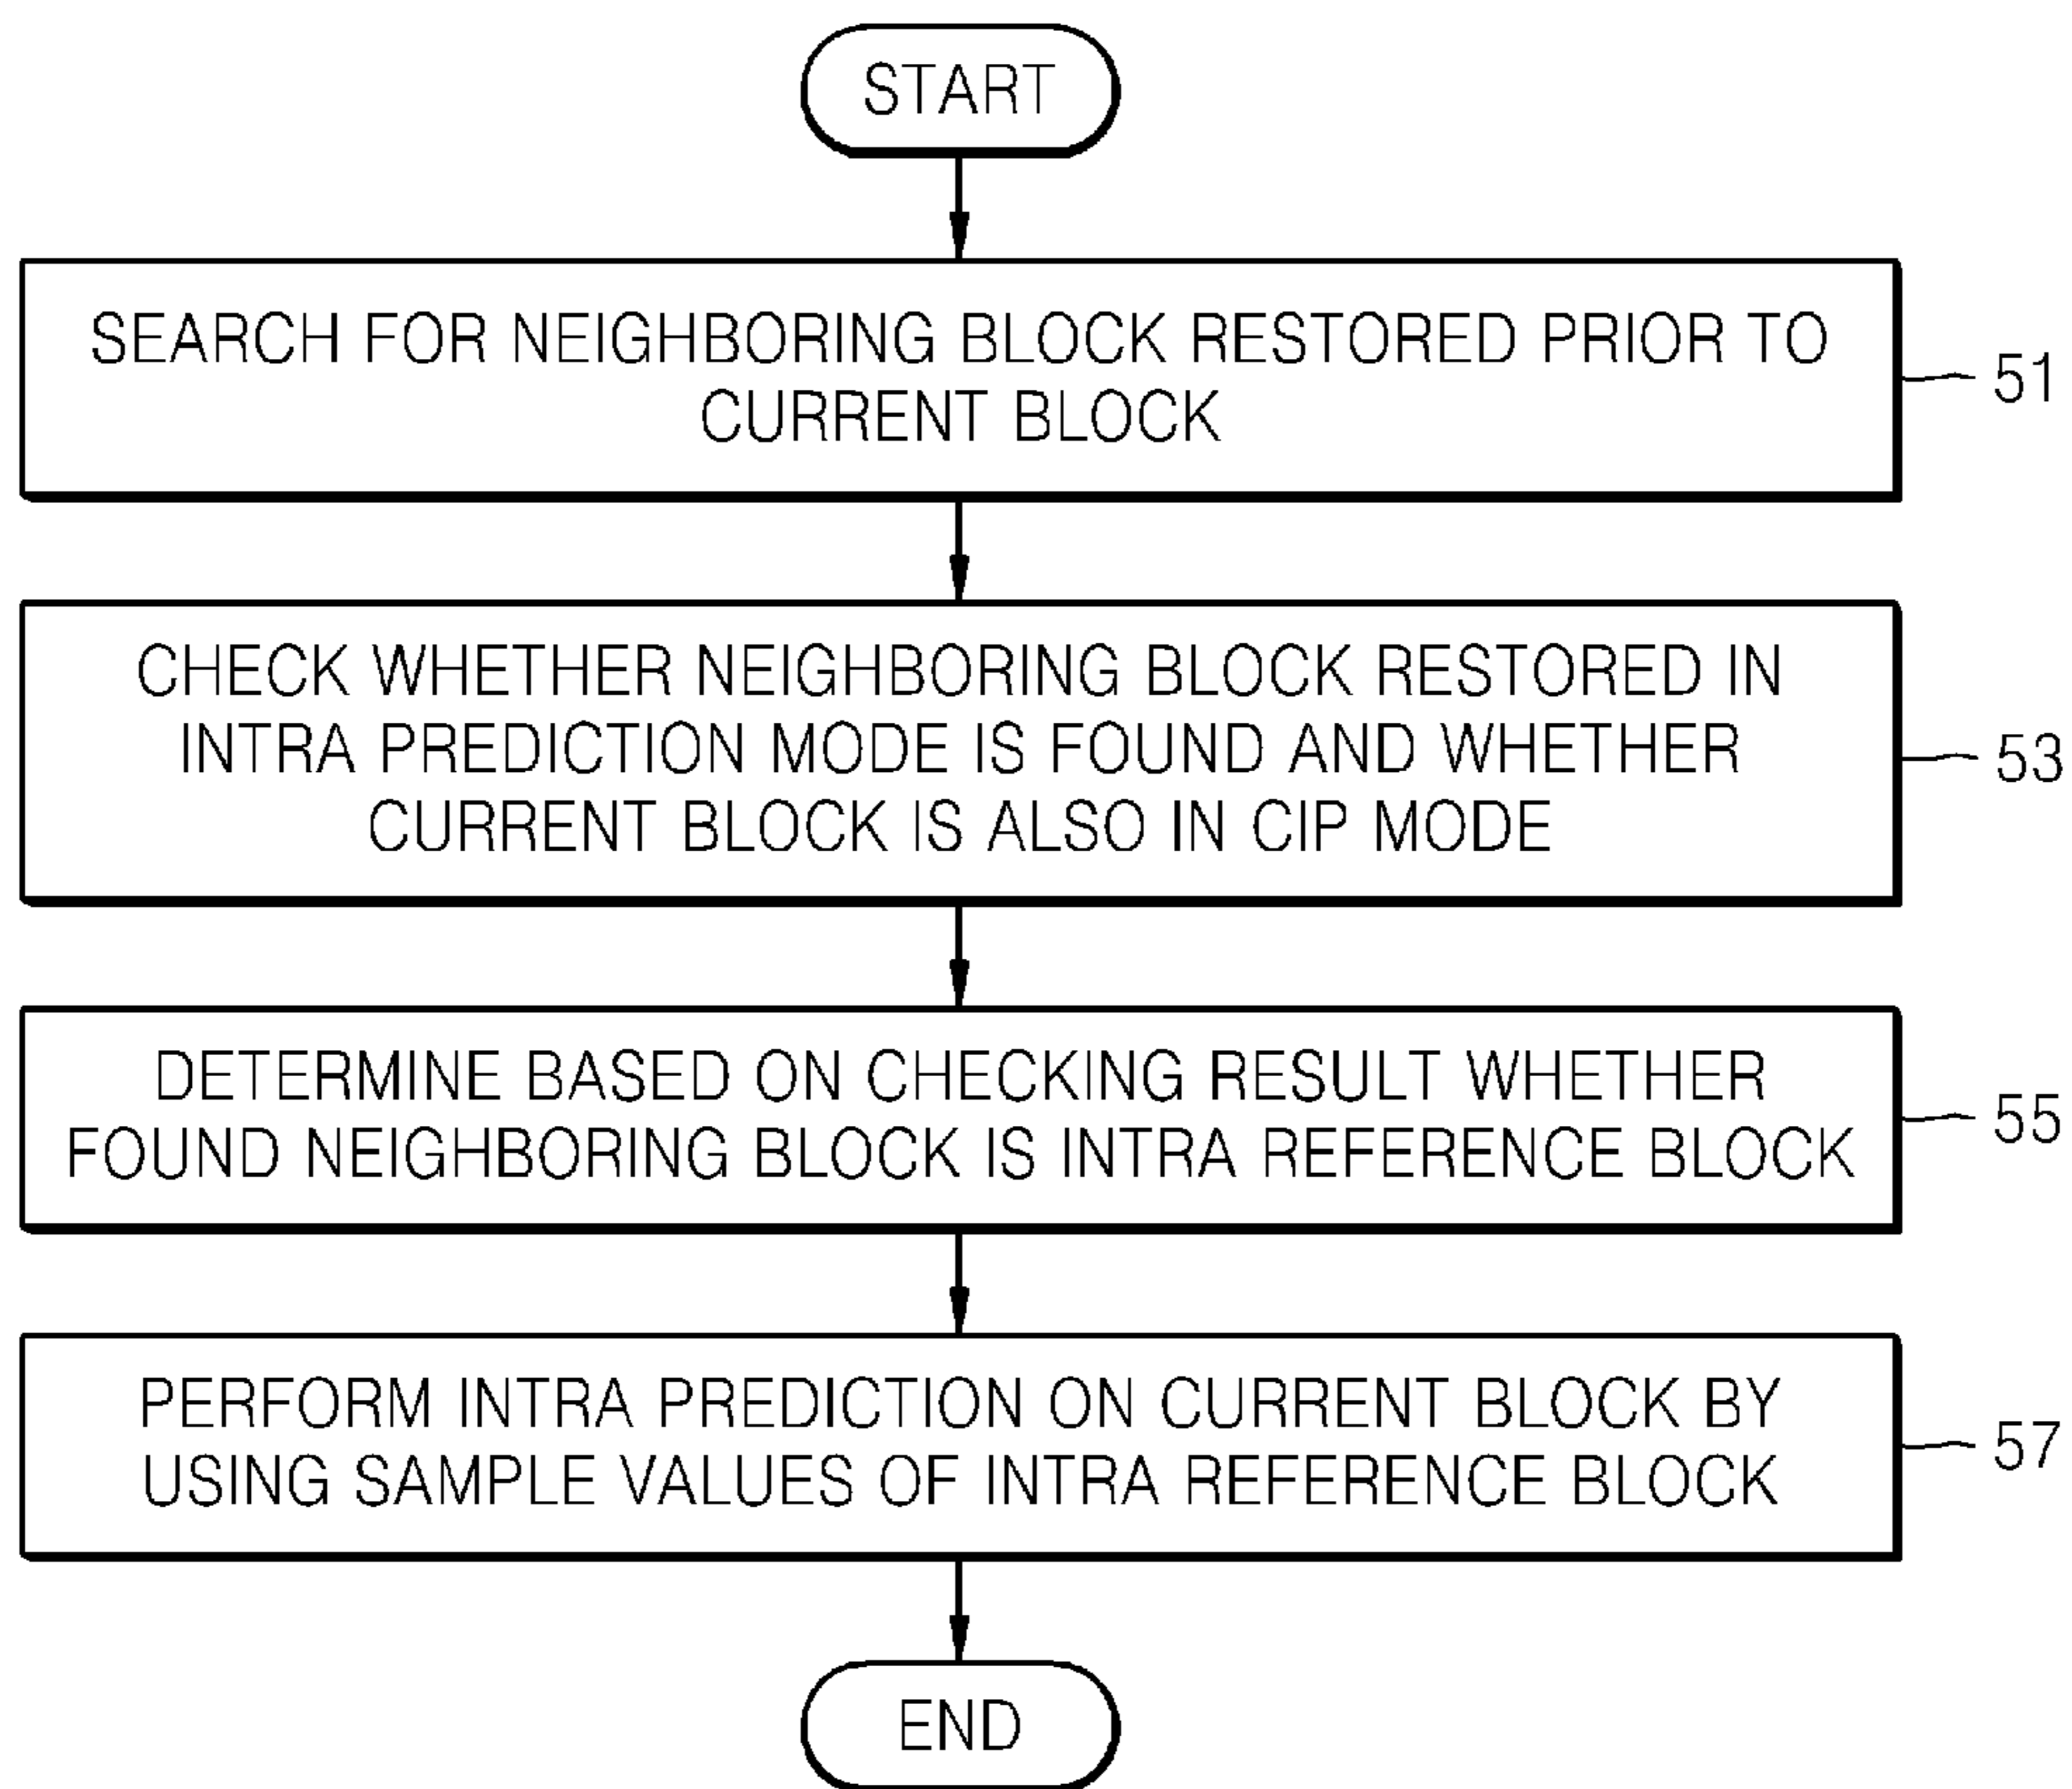 START
SEARCH FOR NEIGHBORING BLOCK RESTORED PRIOR TO
CURRENT BLOCK
51
CHECK WHETHER NEIGHBORING BLOCK RESTORED IN
INTRA PREDICTION MODE IS FOUND AND WHETHER
CURRENT BLOCK IS ALSO IN CIP MODE
53
DETERMINE BASED ON CHECKING RESULT WHETHER
FOUND NEIGHBORING BLOCK IS INTRA REFERENCE BLOCK
55
PERFORM INTRA PREDICTION ON CURRENT BLOCK BY
USING SAMPLE VALUES OF INTRA REFERENCE BLOCK
57
END